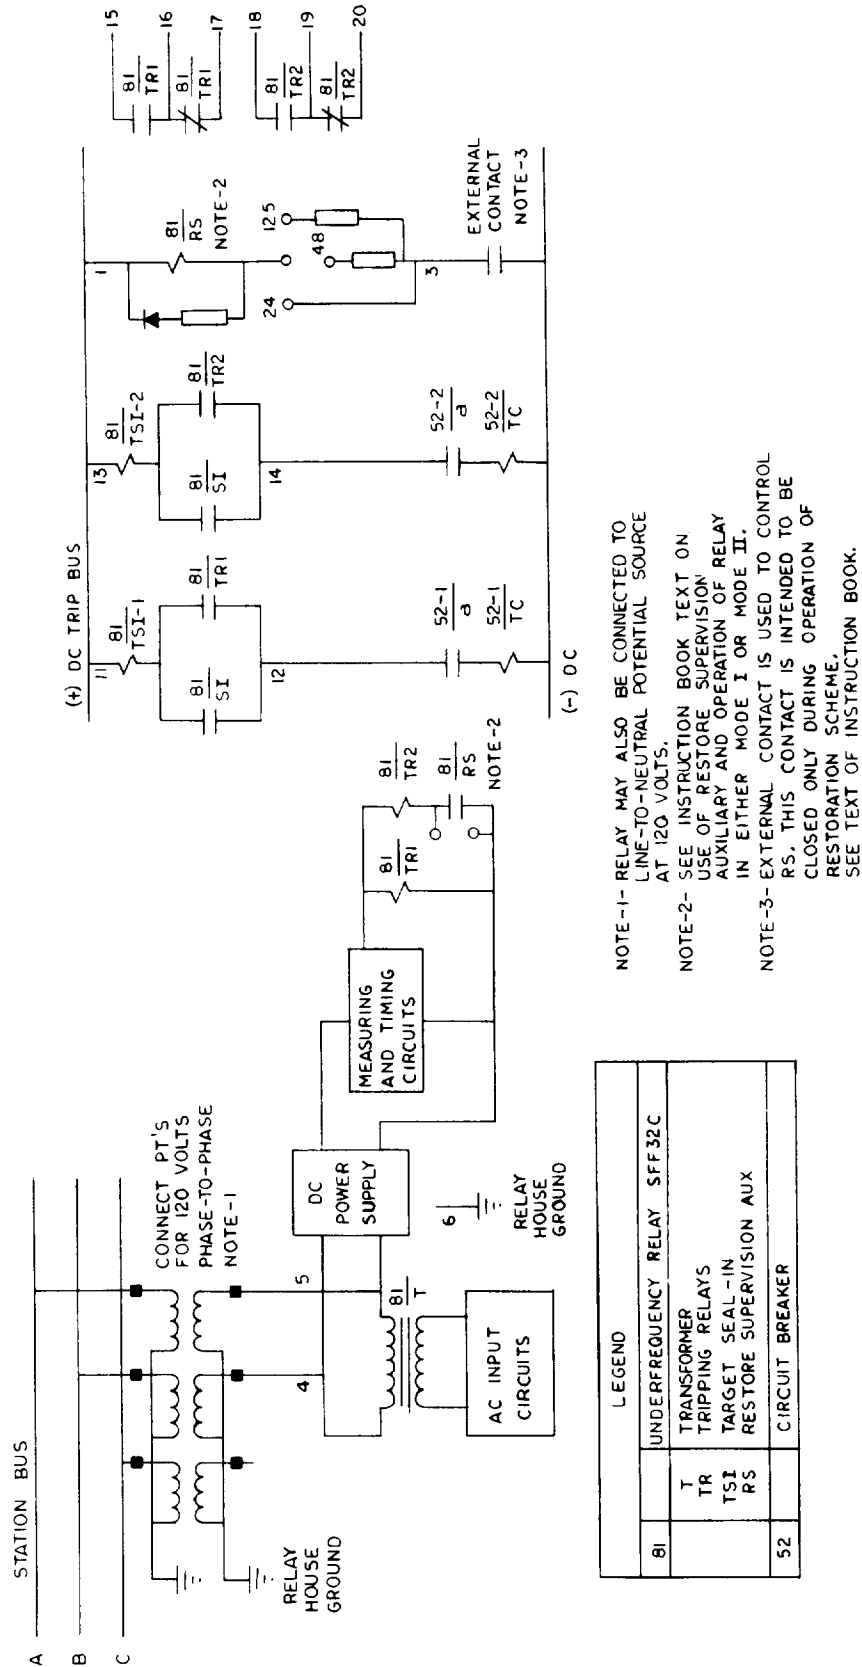 STATION BUS
A
B
C
CONNECT PT'S
FOR 120 VOLTS
PHASE-TO-PHASE
NOTE-1
RELAY
HOUSE
GROUND
4
5
81
T
AC INPUT
CIRCUITS
DC
POWER
SUPPLY
6
RELAY
HOUSE
GROUND
MEASURING
AND TIMING
CIRCUITS
81
TR1
81
TR2
81
RS
NOTE-2
(+) DC TRIP BUS
(-) DC
11
81
TSI-1
81
SI
81
TR1
12
52-1
a
52-1
TC
13
81
TSI-2
81
SI
81
TR2
14
52-2
a
52-2
TC
1
81
RS
NOTE-2
24
48
125
3
EXTERNAL
CONTACT
NOTE-3
15
81
TR1
16
81
TR1
17
18
81
TR2
19
81
TR2
20
LEGEND
81 UNDERFREQUENCY RELAY SFF32C
T TRANSFORMER
TR TRIPPING RELAYS
TSI TARGET SEAL-IN
RS RESTORE SUPERVISION AUX
52 CIRCUIT BREAKER
NOTE-1- RELAY MAY ALSO BE CONNECTED TO
LINE-TO-NEUTRAL POTENTIAL SOURCE
AT 120 VOLTS.
NOTE-2- SEE INSTRUCTION BOOK TEXT ON
USE OF RESTORE SUPERVISION
AUXILIARY AND OPERATION OF RELAY
IN EITHER MODE I OR MODE II.
NOTE-3- EXTERNAL CONTACT IS USED TO CONTROL
RS. THIS CONTACT IS INTENDED TO BE
CLOSED ONLY DURING OPERATION OF
RESTORATION SCHEME.
SEE TEXT OF INSTRUCTION BOOK.